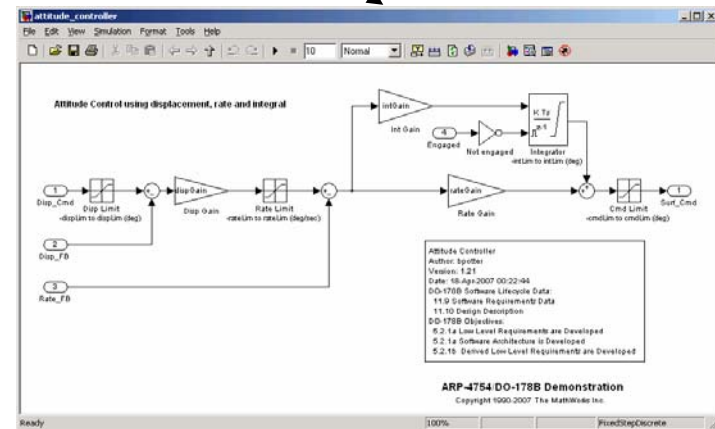 attitude_controller
File Edit View Simulation Format Tools Help
10 Normal
Attitude Control using displacement, rate and integral
intGain
Int Gain
4
Engaged
Not engaged
K Ts
z-1
Integrator
-intLim to intLim (deg)
1
Disp_Cmd
Disp Limit
-dispLim to dispLim (deg)
dispGain
Disp Gain
Rate Limit
-rateLim to rateLim (deg/sec)
rateGain
Rate Gain
Cmd Limit
-cmdLim to cmdLim (deg)
1
Surf_Cmd
2
Disp_FB
3
Rate_FB
Attitude Controller
Author: bpotter
Version: 1.21
Date: 18-Apr-2007 00:22:44
DO-178B Software Lifecycle Data:
11.9 Software Requirements Data
11.10 Design Description
DO-178B Objectives:
5.2.1a Low Level Requirements are Developed
5.2.1a Software Architecture is Developed
5.2.1b Derived Low Level Requirements are Developed
ARP-4754/DO-178B Demonstration
Copyright 1990-2007 The MathWorks Inc.
Ready 100% FixedStepDiscrete